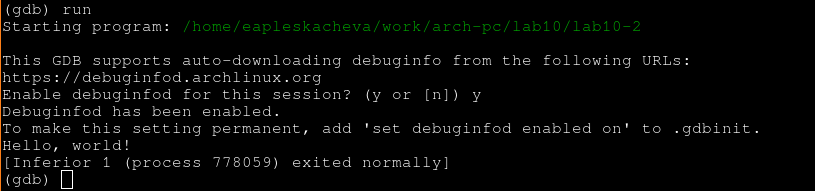 (gdb) run
Starting program: /home/eapleskacheva/work/arch-pc/lab10/lab10-2

This GDB supports auto-downloading debuginfo from the following URLs:
https://debuginfod.archlinux.org
Enable debuginfod for this session? (y or [n]) y
Debuginfod has been enabled.
To make this setting permanent, add 'set debuginfod enabled on' to .gdbinit.
Hello, world!
[Inferior 1 (process 778059) exited normally]
(gdb)